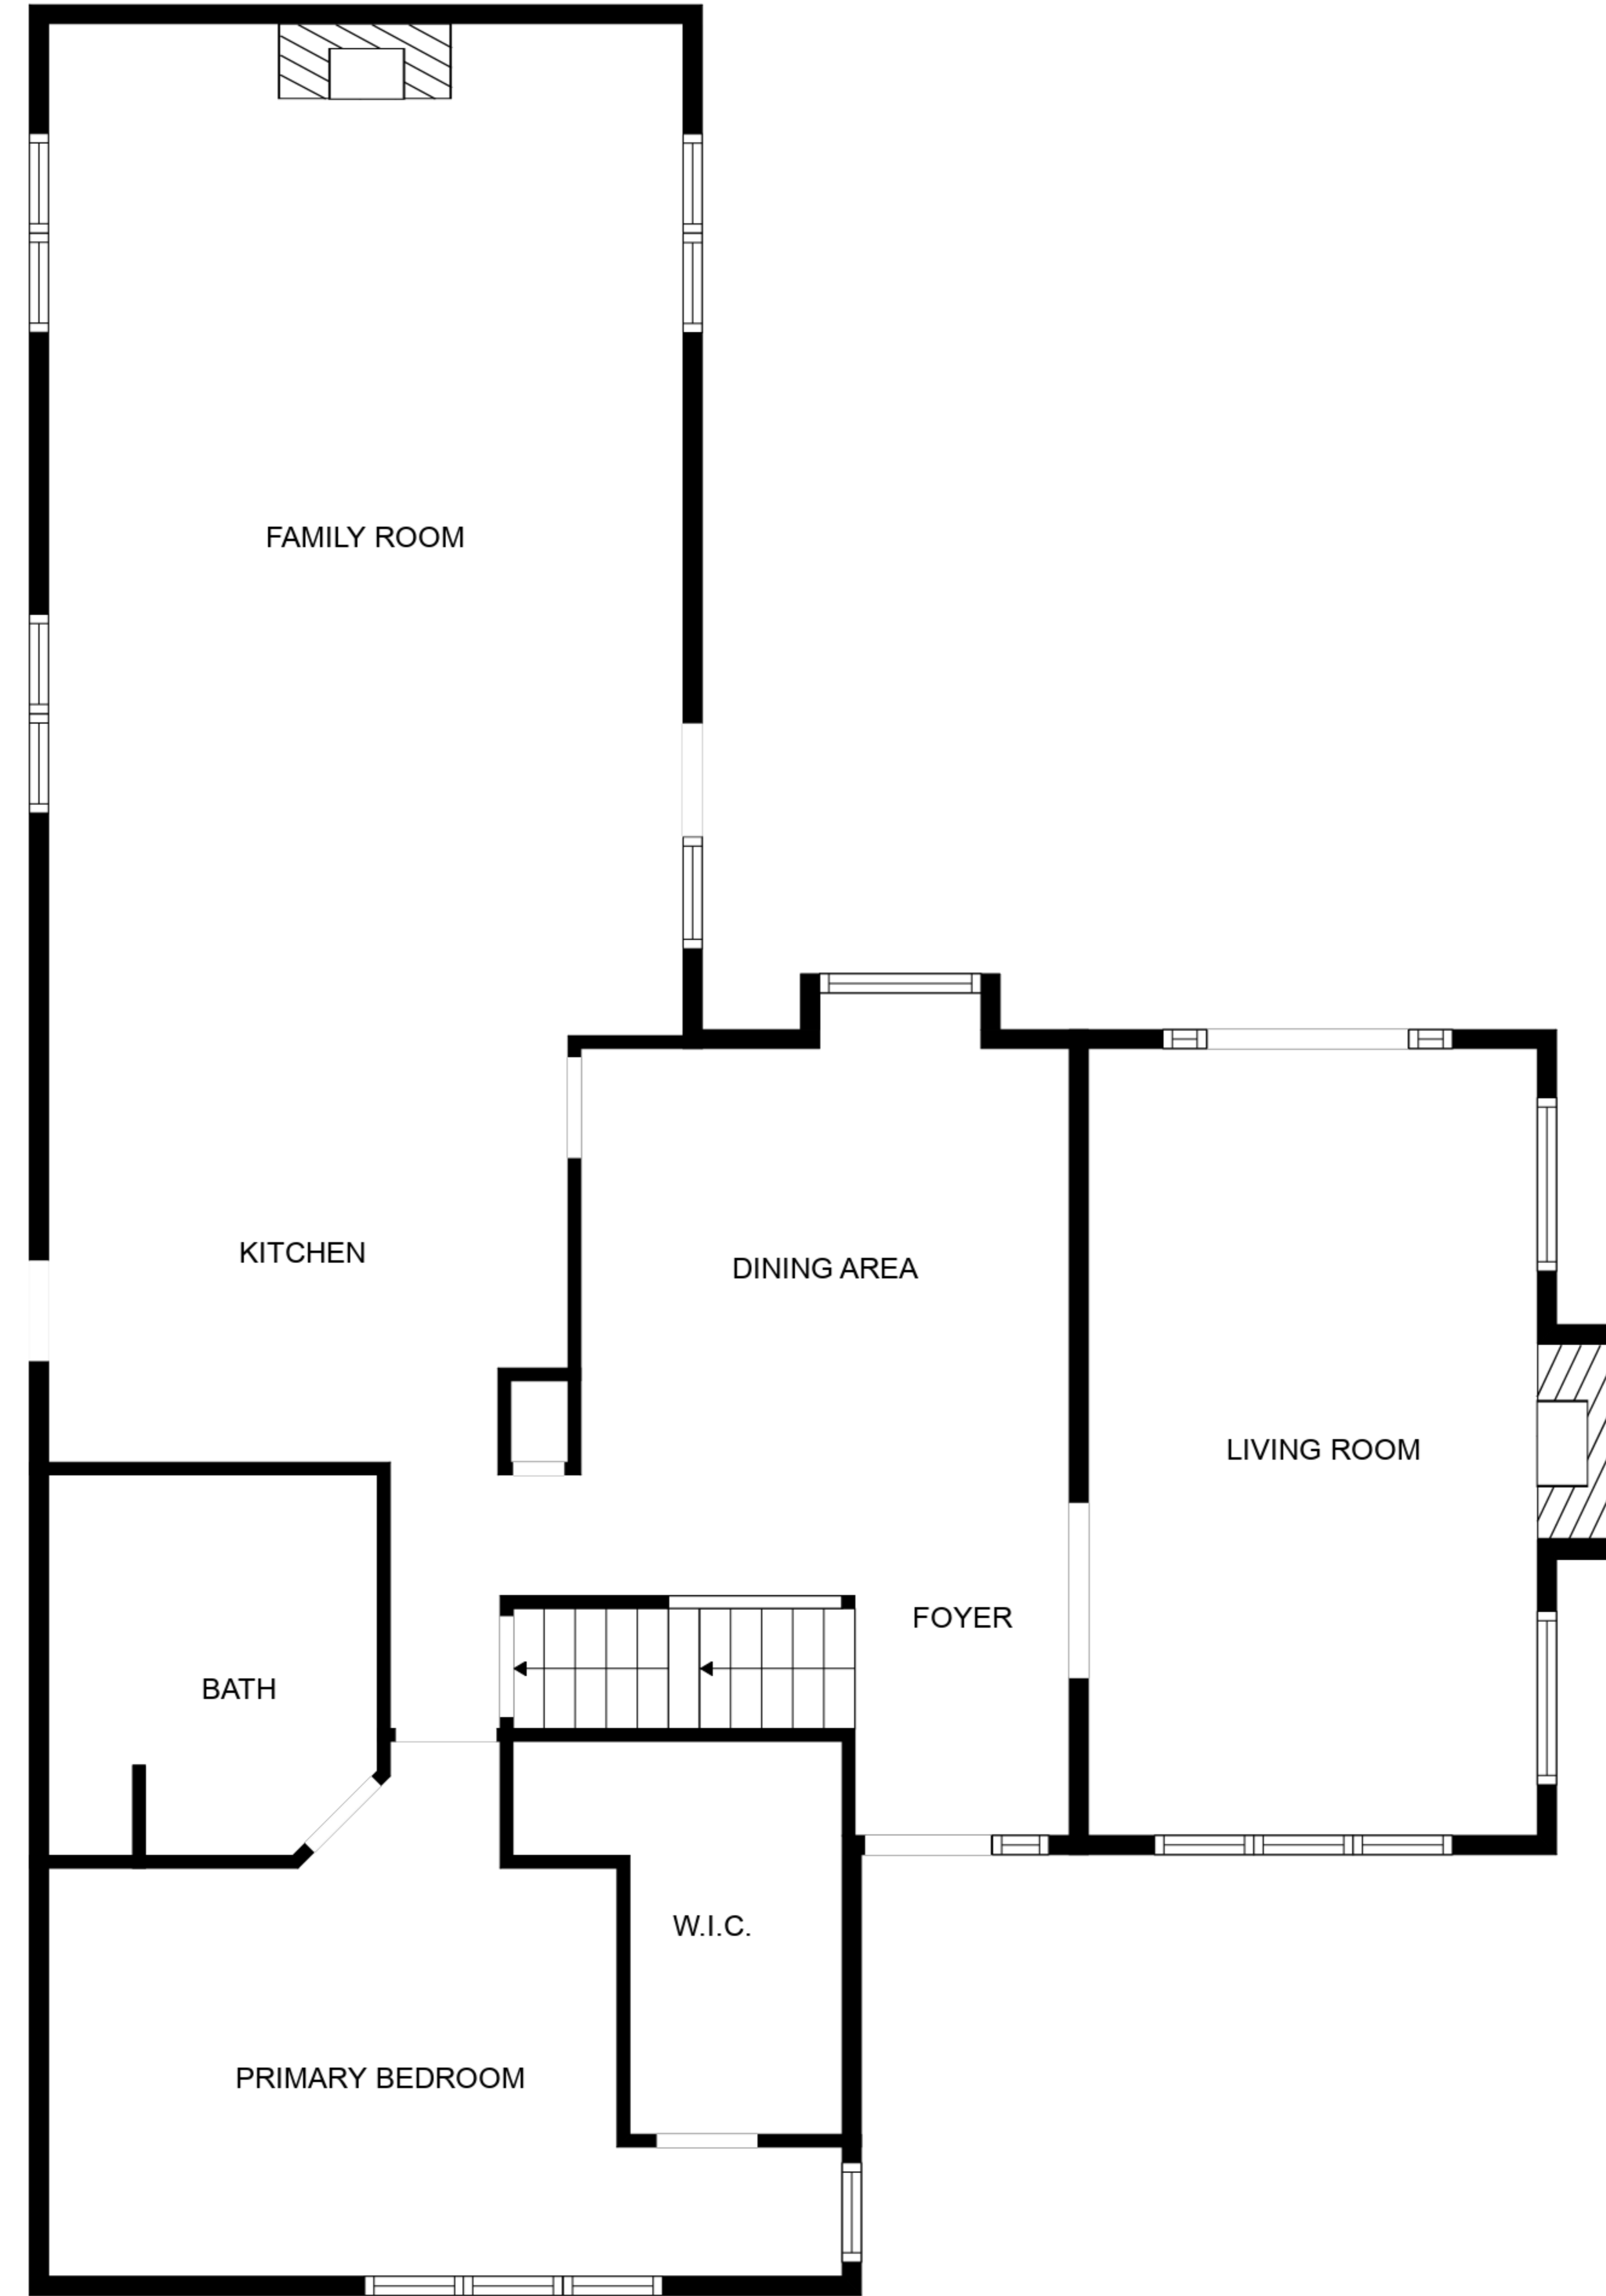 FAMILY ROOM
KITCHEN
DINING AREA
LIVING ROOM
FOYER
BATH
W.I.C.
PRIMARY BEDROOM